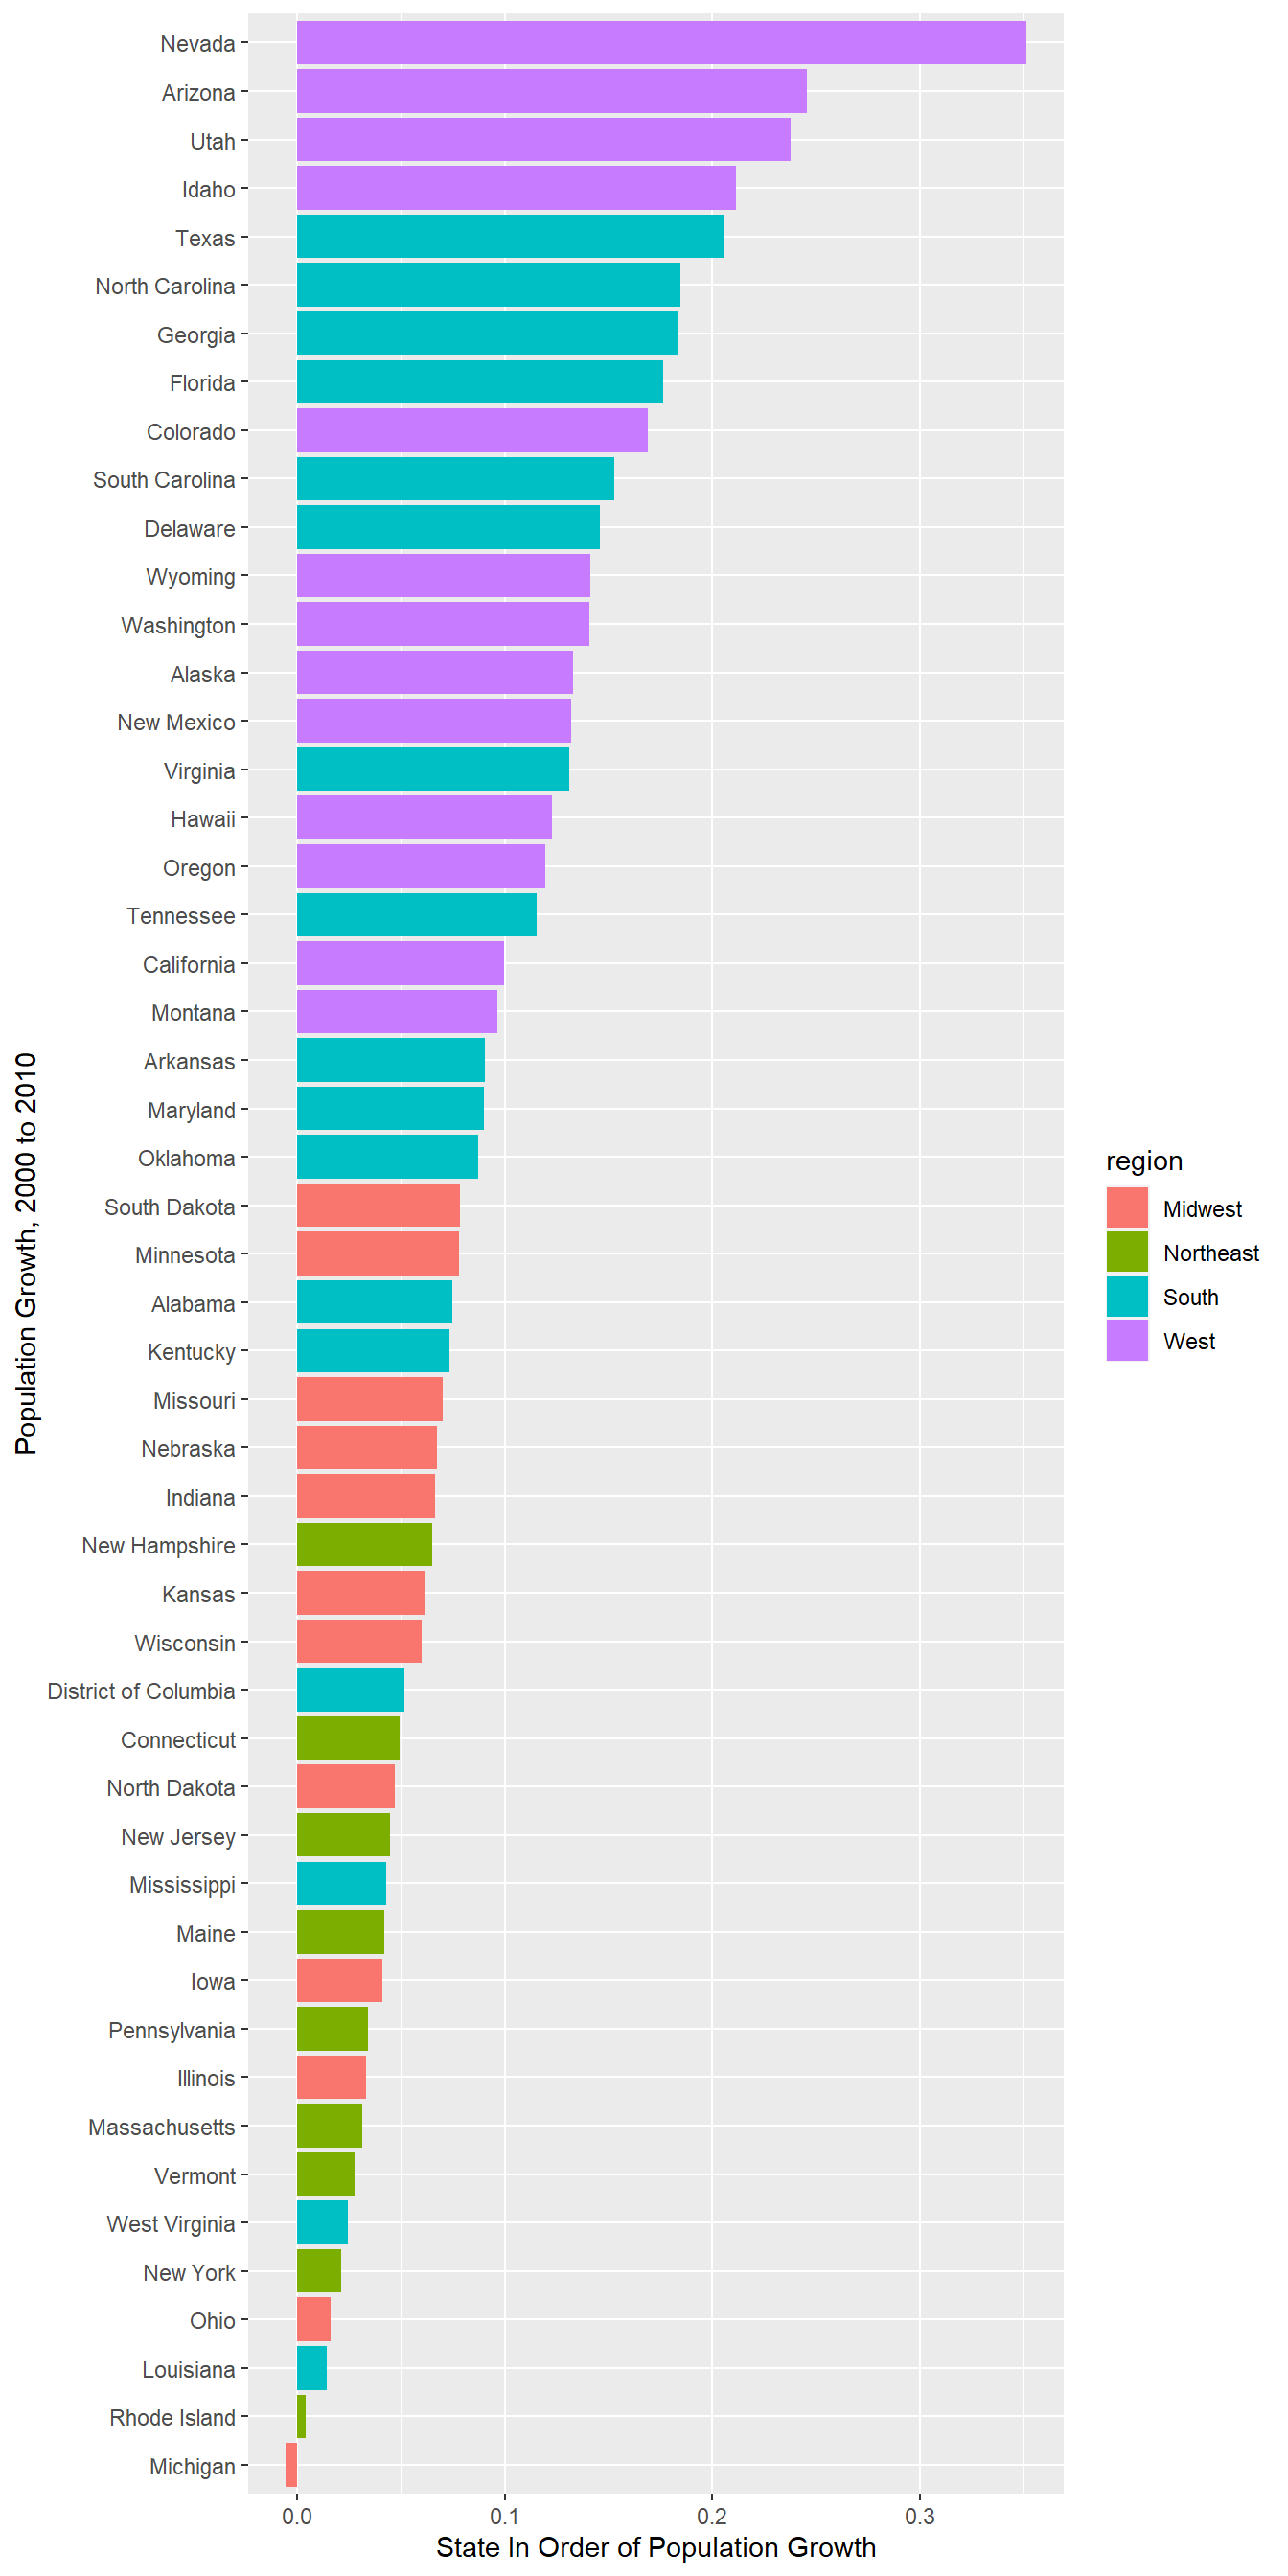 Nevada
Arizona
Utah
Idaho
Texas
North Carolina
Georgia
Florida
Colorado
South Carolina
Delaware
Wyoming
Washington
Alaska
New Mexico
Virginia
Hawaii
Oregon
Tennessee
California
Montana
Arkansas
Maryland
Oklahoma
South Dakota
Minnesota
Alabama
Kentucky
Missouri
Nebraska
Indiana
New Hampshire
Kansas
Wisconsin
District of Columbia
Connecticut
North Dakota
New Jersey
Mississippi
Maine
Iowa
Pennsylvania
Illinois
Massachusetts
Vermont
West Virginia
New York
Ohio
Louisiana
Rhode Island
Michigan
0.0 0.1 0.2 0.3
State In Order of Population Growth
Population Growth, 2000 to 2010
region
Midwest
Northeast
South
West